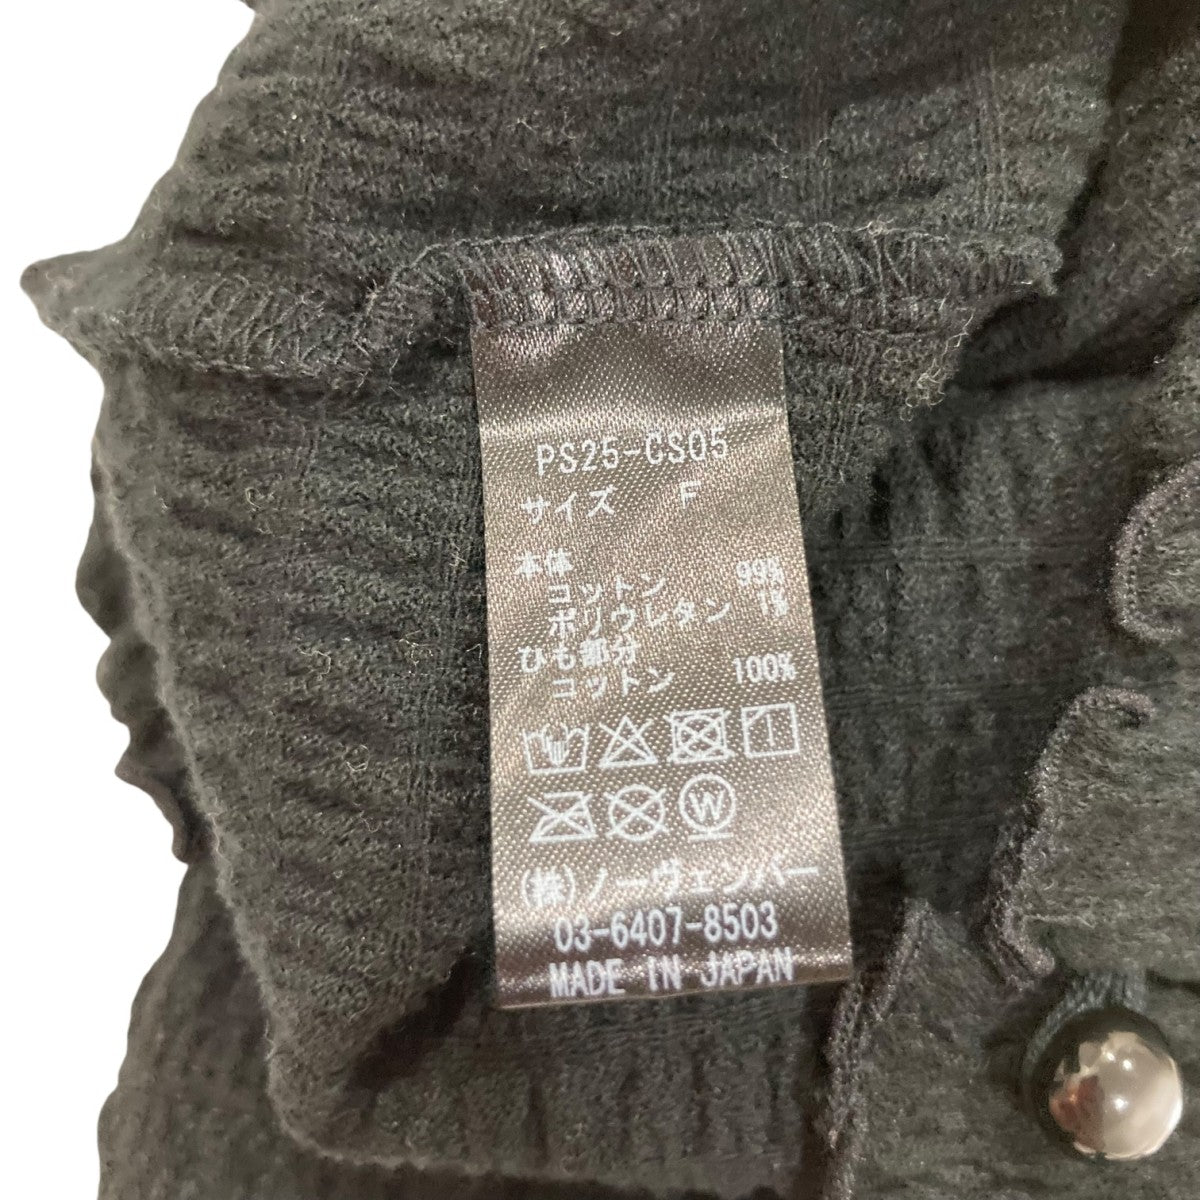 PS25-CS05
サイズ F
本体
コットン 99%
ポリウレタン 1%
ひも部分
コットン 100%
W
(株)ノーヴェンバー
03-6407-8503
MADE IN JAPAN